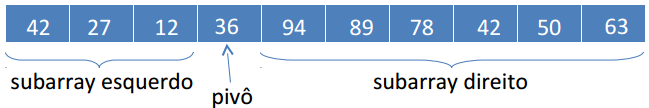 42 27 12 36 94 89 78 42 50 63
subarray esquerdo pivô subarray direito